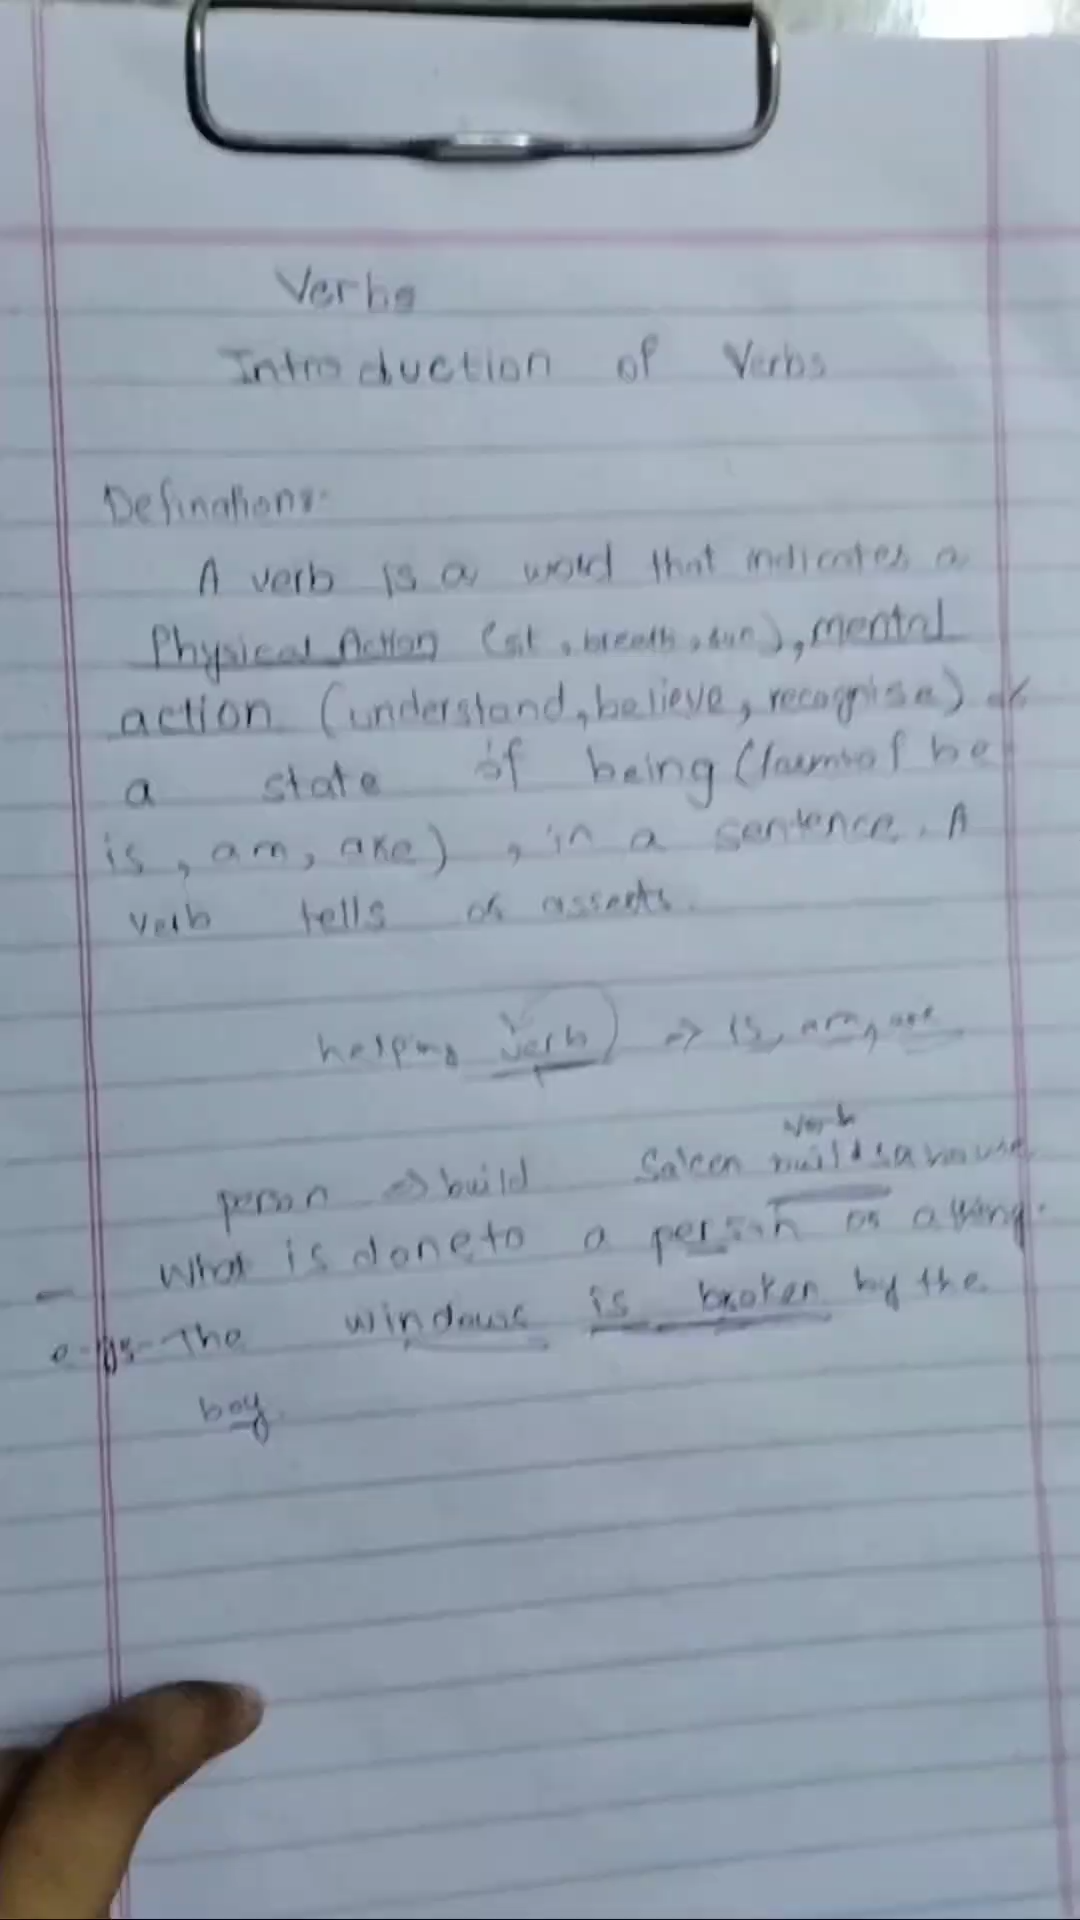 Verbs
Introduction of Verbs
Definations:-
A verb is a word that indicates a
Physical Action (sit, breath, run), mental
action (understand, believe, recognise) or
a state of being (forms of be
is, am, are), in a sentence. A
verb tells or asserts.
helping verb) => is, am, are
verb
person => build Saleen builds a house
- What is done to a person or a thing.
e.g:- The windows is broken by the
boy.